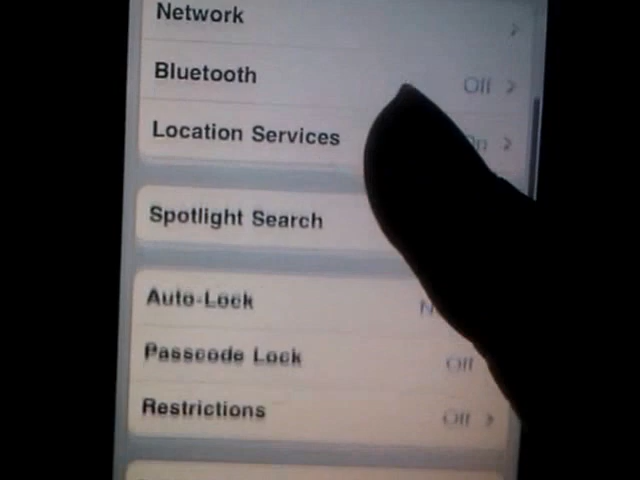 Network
Bluetooth Off
Location Services
Spotlight Search
Auto-Lock
Passcode Lock Off
Restrictions Off